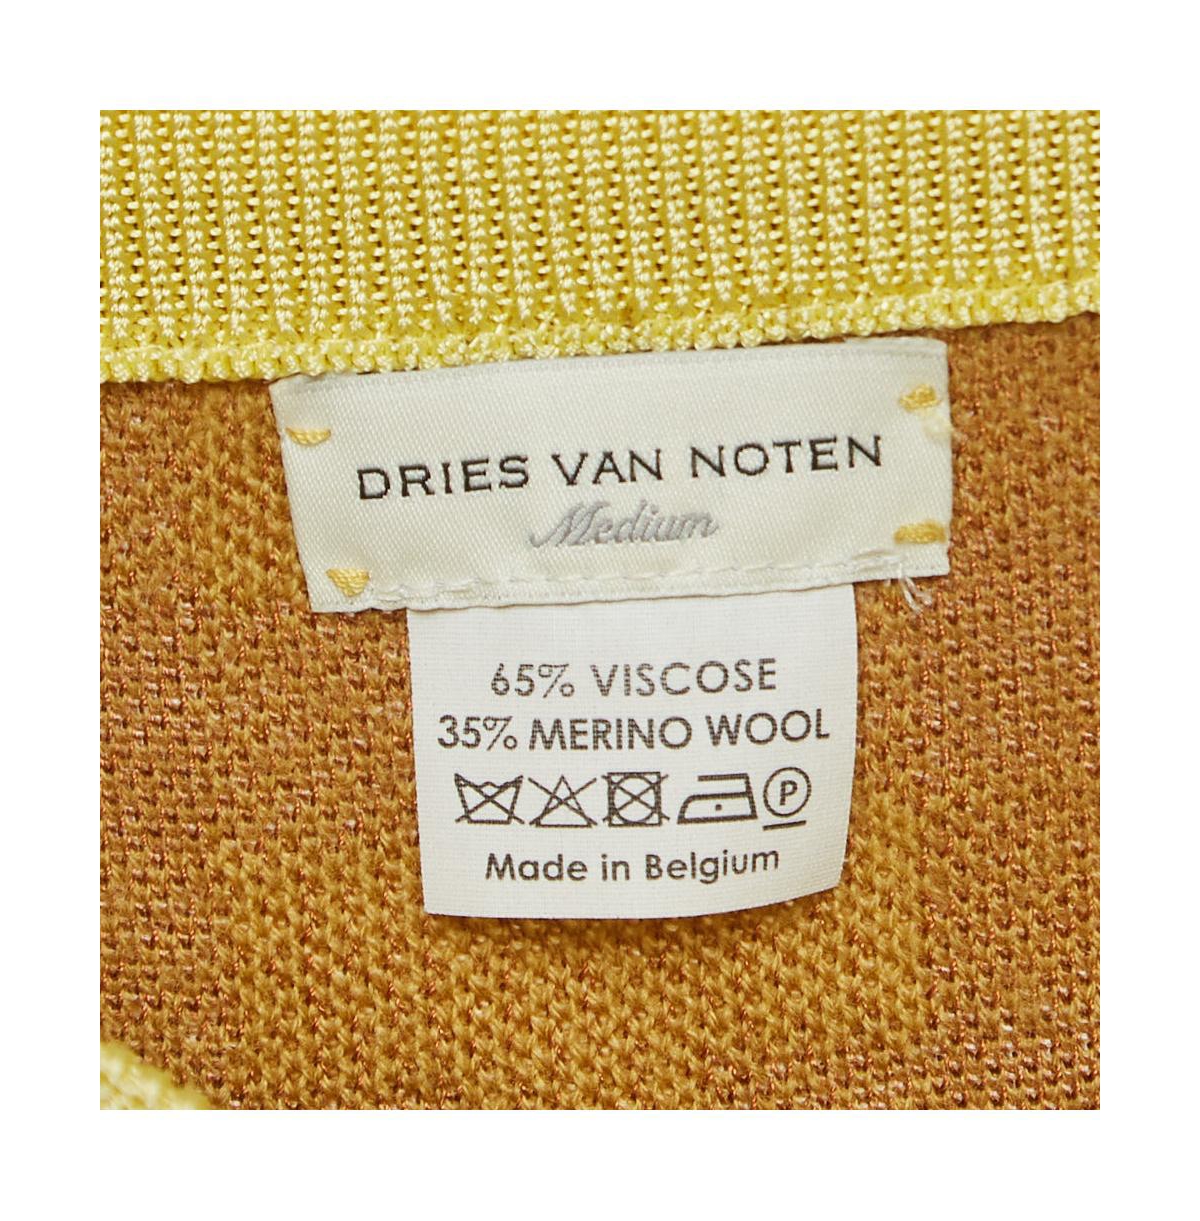 DRIES VAN NOTEN
Medium
65% VISCOSE
35% MERINO WOOL
P
Made in Belgium